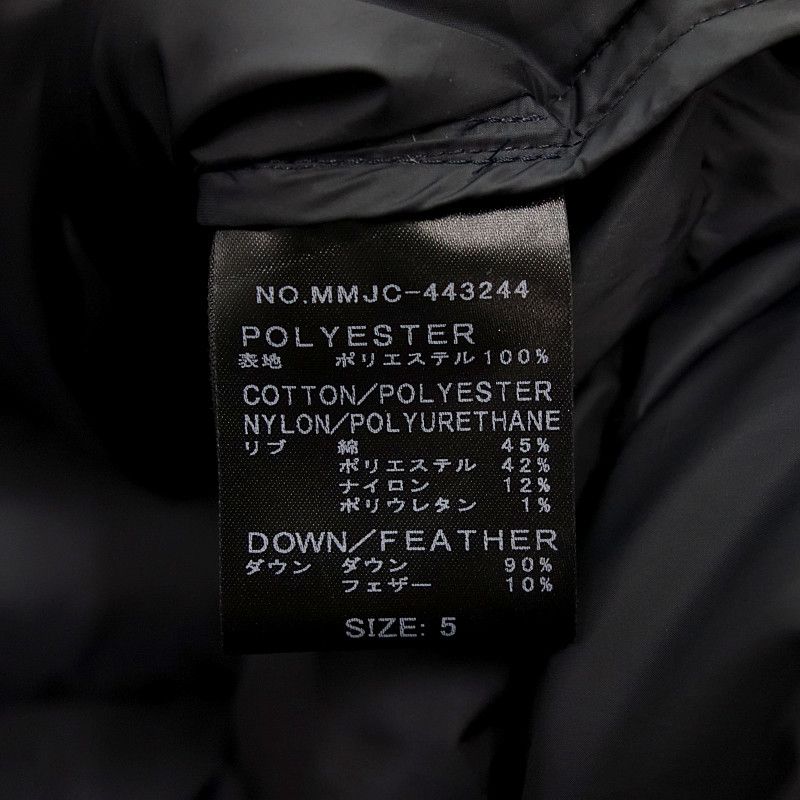 NO.MMJC-443244
POLYESTER
表地 ポリエステル100%
COTTON/POLYESTER
NYLON/POLYURETHANE
リブ 綿 45%
ポリエステル 42%
ナイロン 12%
ポリウレタン 1%
DOWN/FEATHER
ダウン ダウン 90%
フェザー 10%
SIZE: 5